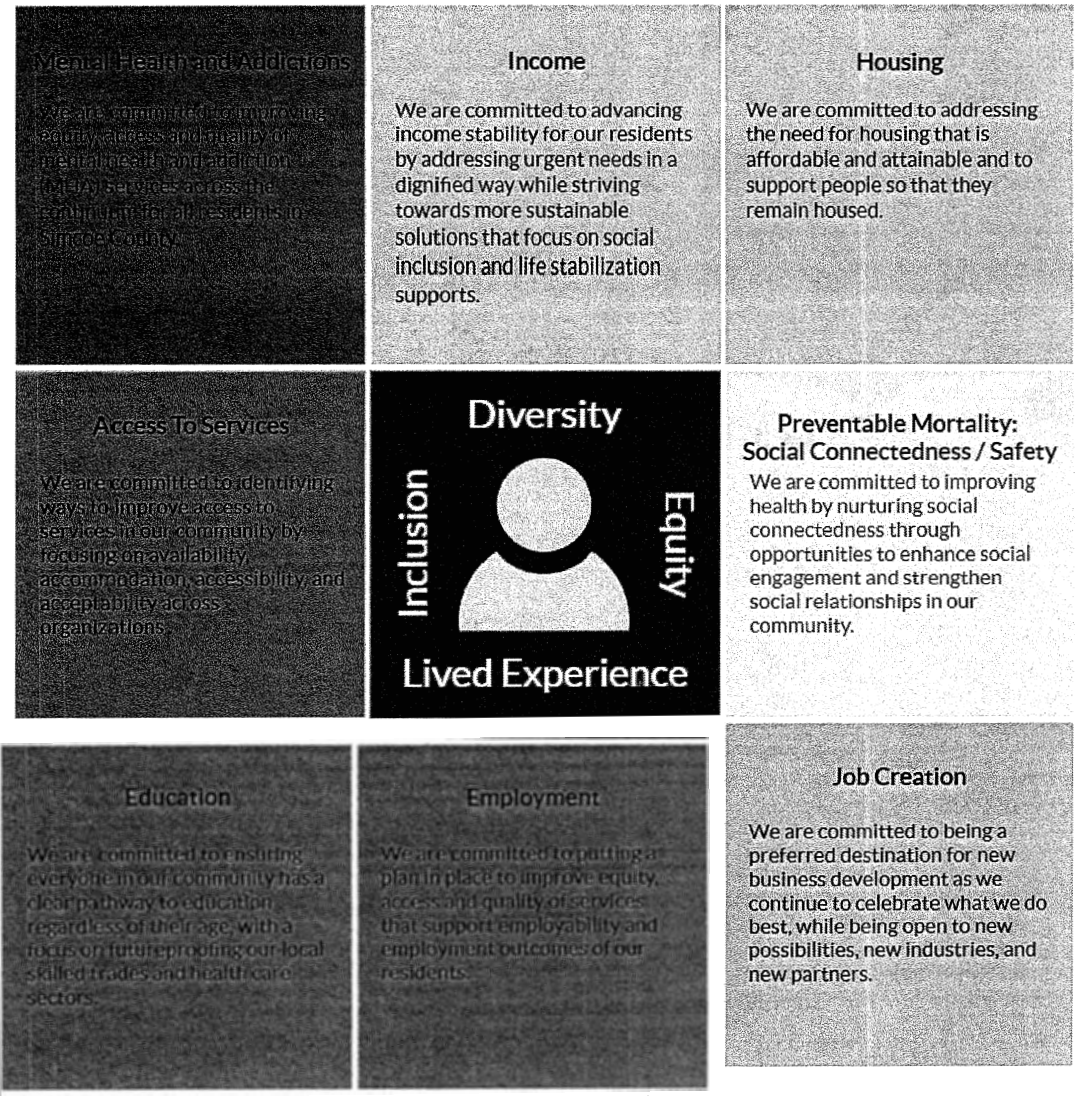 Mental Health and Addictions
We are committed to improving
equity, access and quality of
mental health and addiction
(MHA) services across the
continuum for all residents in
Simcoe County.
Income
We are committed to advancing
income stability for our residents
by addressing urgent needs in a
dignified way while striving
towards more sustainable
solutions that focus on social
inclusion and life stabilization
supports.
Housing
We are committed to addressing
the need for housing that is
affordable and attainable and to
support people so that they
remain housed.
Access To Services
We are committed to identifying
ways to improve access to
services in our community by
focusing on availability,
accommodation, accessibility, and
acceptability across
organizations.
Diversity
Inclusion
Equity
Lived Experience
Preventable Mortality:
Social Connectedness / Safety
We are committed to improving
health by nurturing social
connectedness through
opportunities to enhance social
engagement and strengthen
social relationships in our
community.
Education
We are committed to ensuring
everyone in our community has a
clear pathway to education,
regardless of their age, with a
focus on futureproofing our local
skilled trades and health care
sectors.
Employment
We are committed to putting a
plan in place to improve equity,
access and quality of services
that support employability and
employment outcomes of our
residents.
Job Creation
We are committed to being a
preferred destination for new
business development as we
continue to celebrate what we do
best, while being open to new
possibilities, new industries, and
new partners.